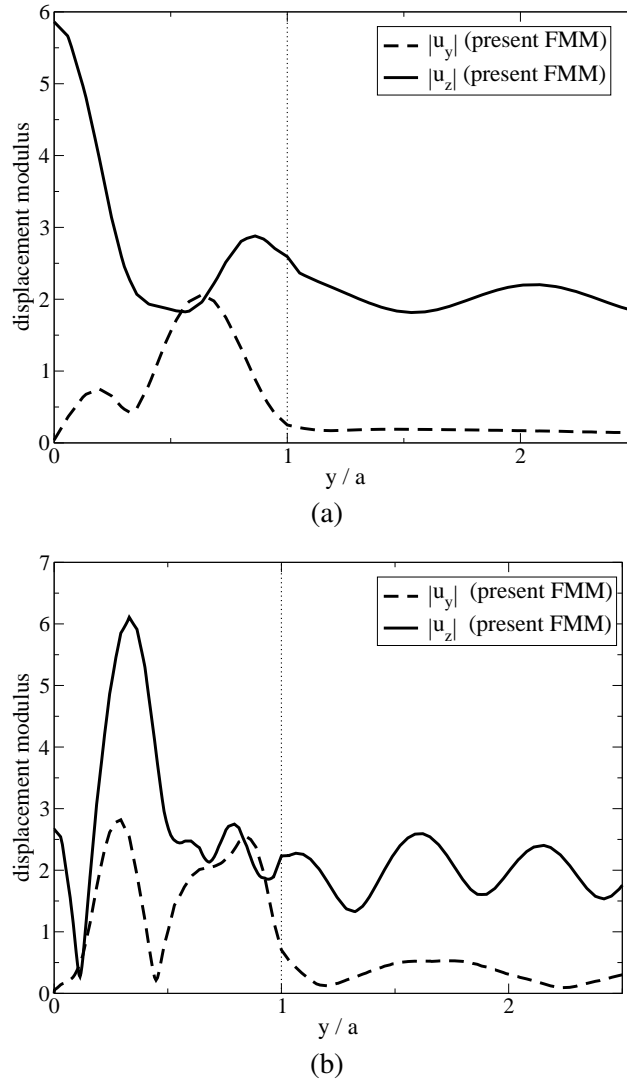 6
5
4
3
2
1
0
displacement modulus
|u_y| (present FMM)
|u_z| (present FMM)
0 1 2
y / a
(a)
7
6
5
4
3
2
1
0
displacement modulus
|u_y| (present FMM)
|u_z| (present FMM)
0 1 2
y / a
(b)